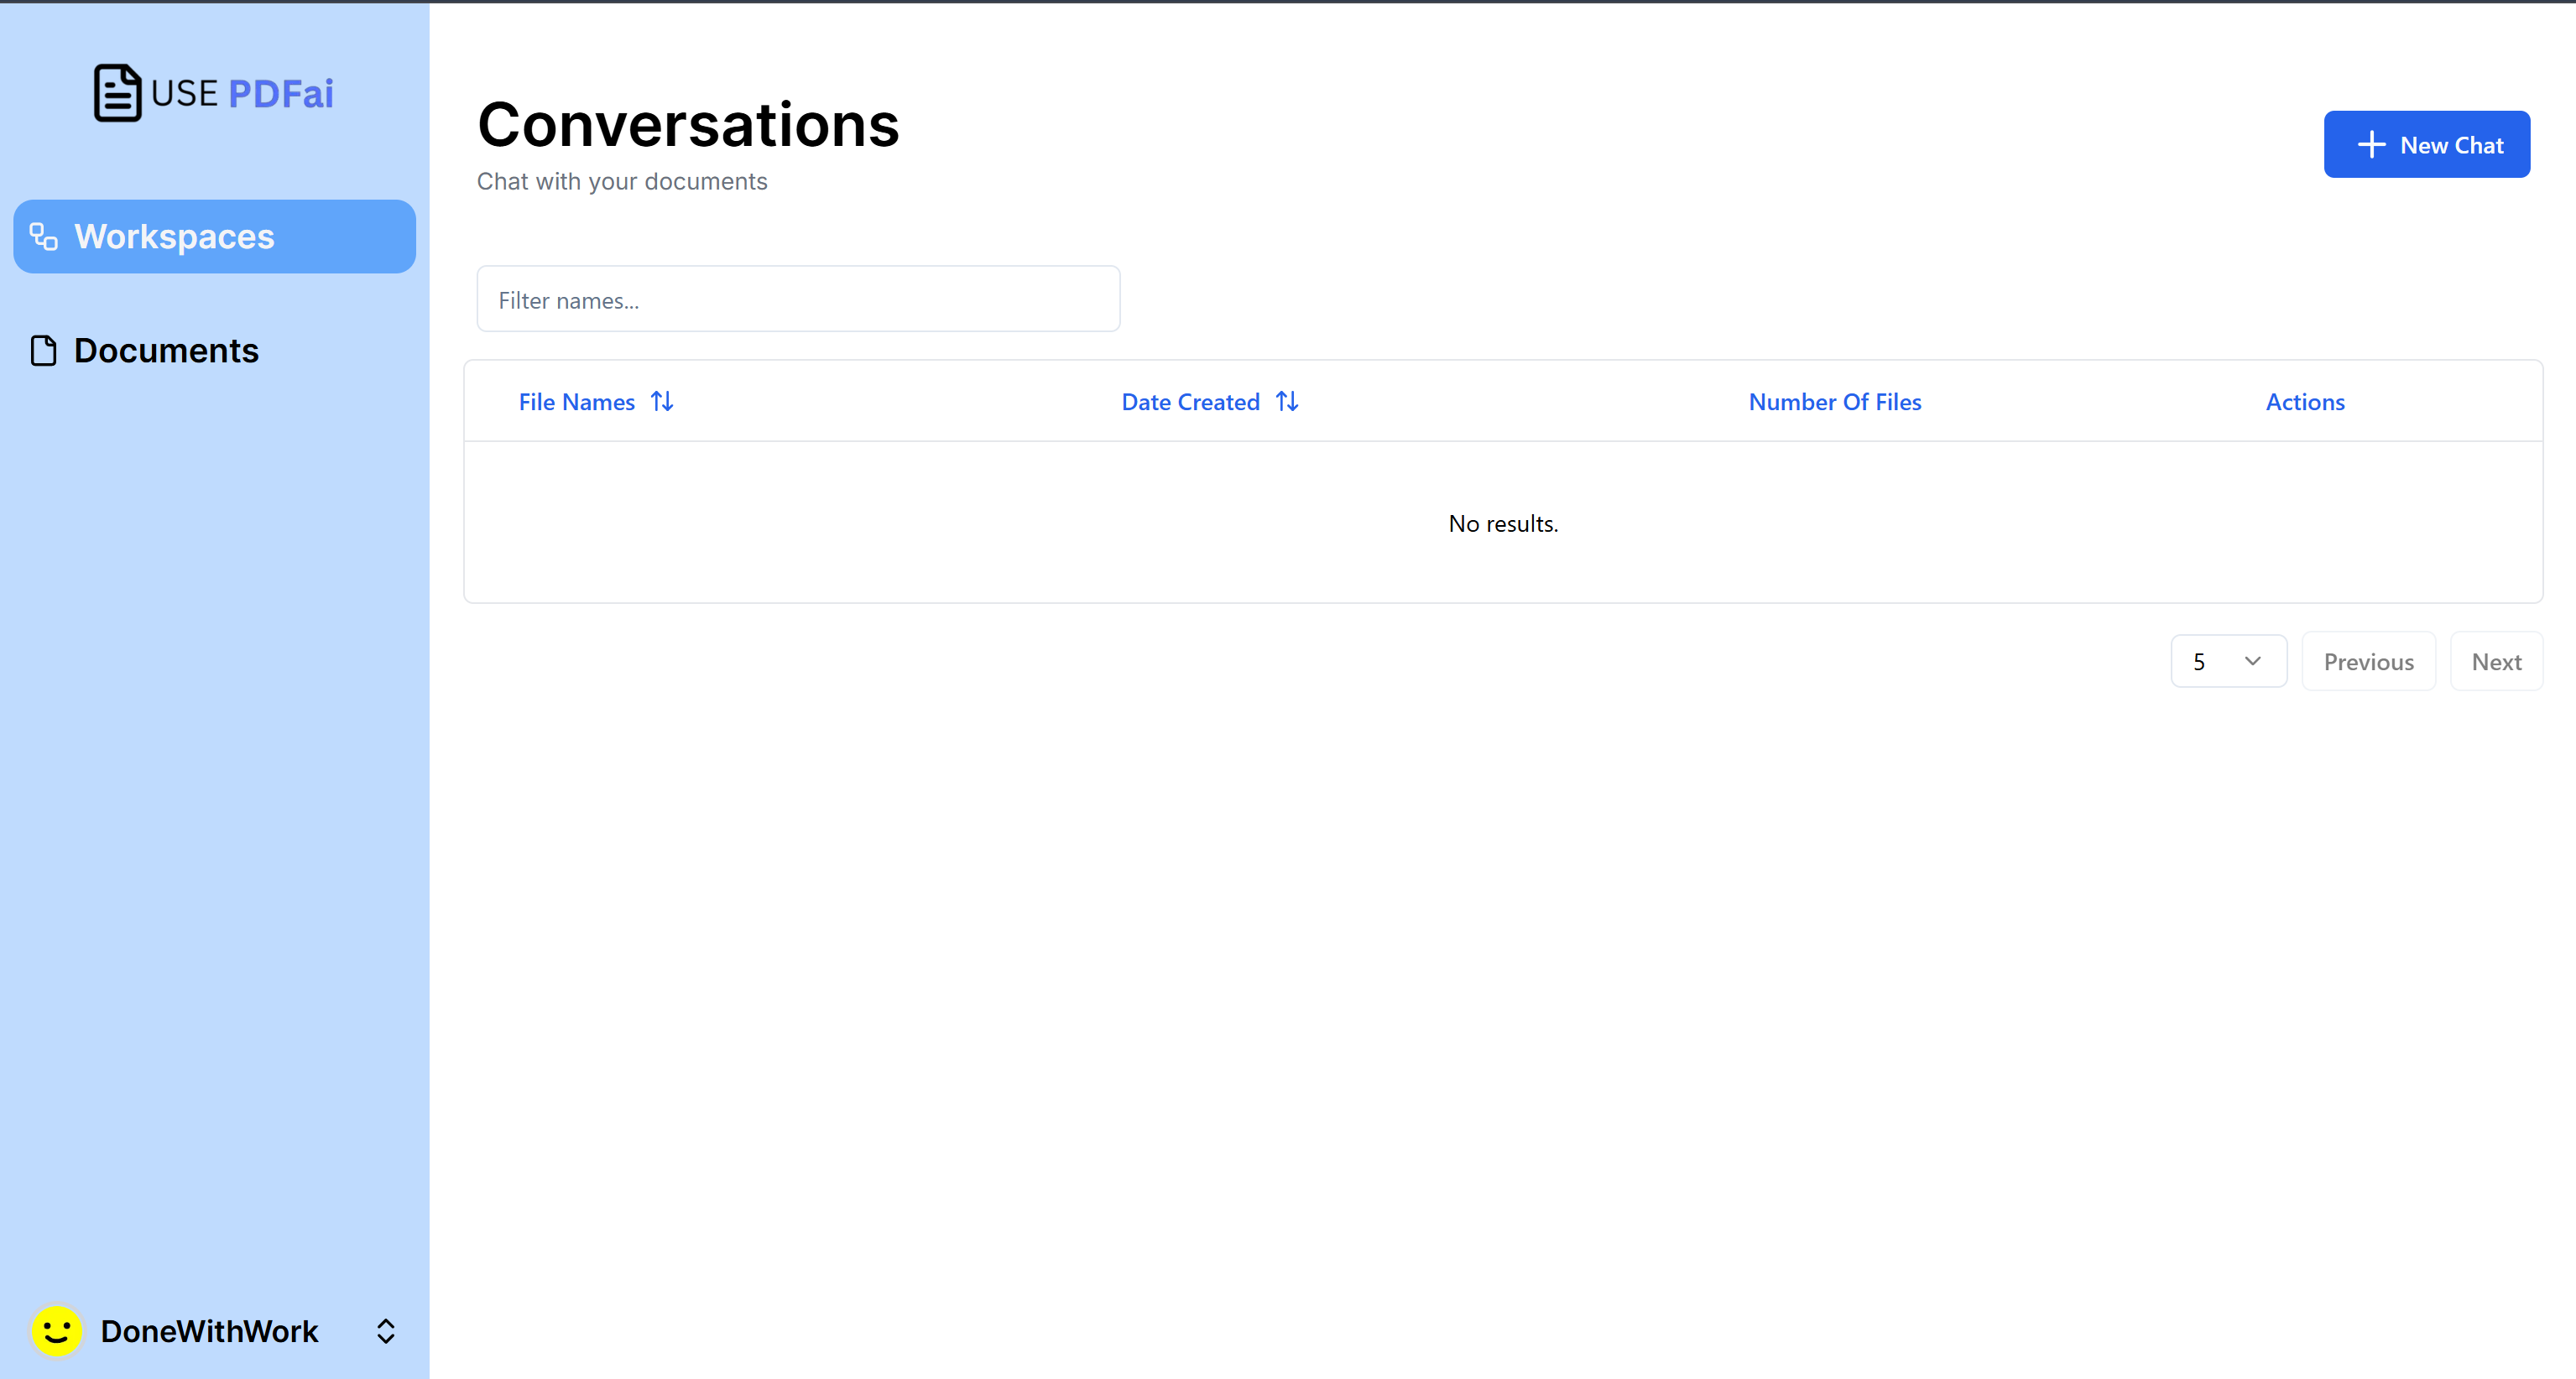 USE PDFai
Workspaces
Documents
DoneWithWork
Conversations
Chat with your documents
New Chat
Filter names...
File Names Date Created Number Of Files Actions
No results.
5 Previous Next